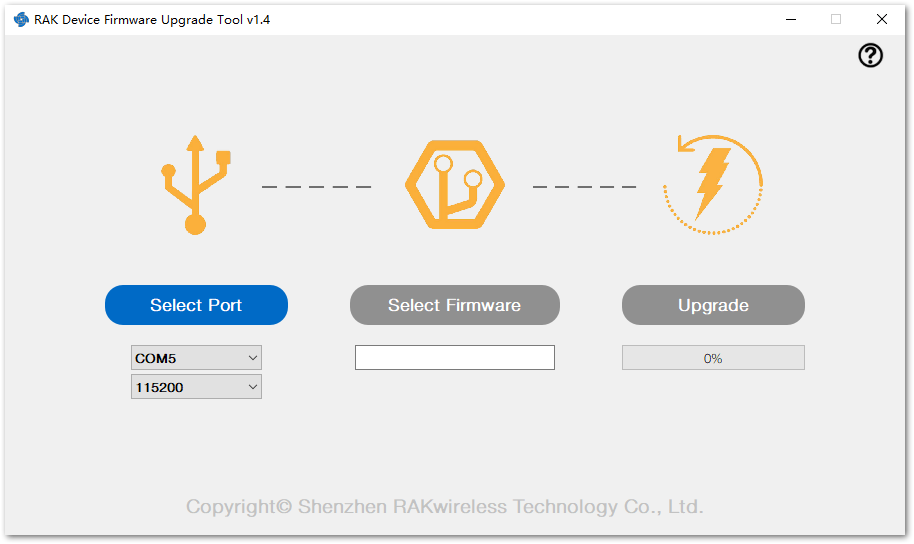 RAK Device Firmware Upgrade Tool v1.4
Select Port
Select Firmware
Upgrade
COM5
0%
115200
Copyright© Shenzhen RAKwireless Technology Co., Ltd.